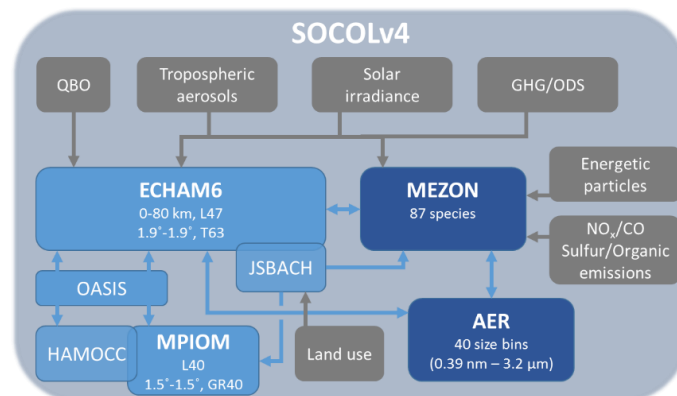 SOCOLv4
QBO
Tropospheric
aerosols
Solar
irradiance
GHG/ODS
ECHAM6
0-80 km, L47
1.9˚-1.9˚, T63
MEZON
87 species
Energetic
particles
NOₓ/CO
Sulfur/Organic
emissions
JSBACH
OASIS
HAMOCC
MPIOM
L40
1.5˚-1.5˚, GR40
Land use
AER
40 size bins
(0.39 nm – 3.2 µm)